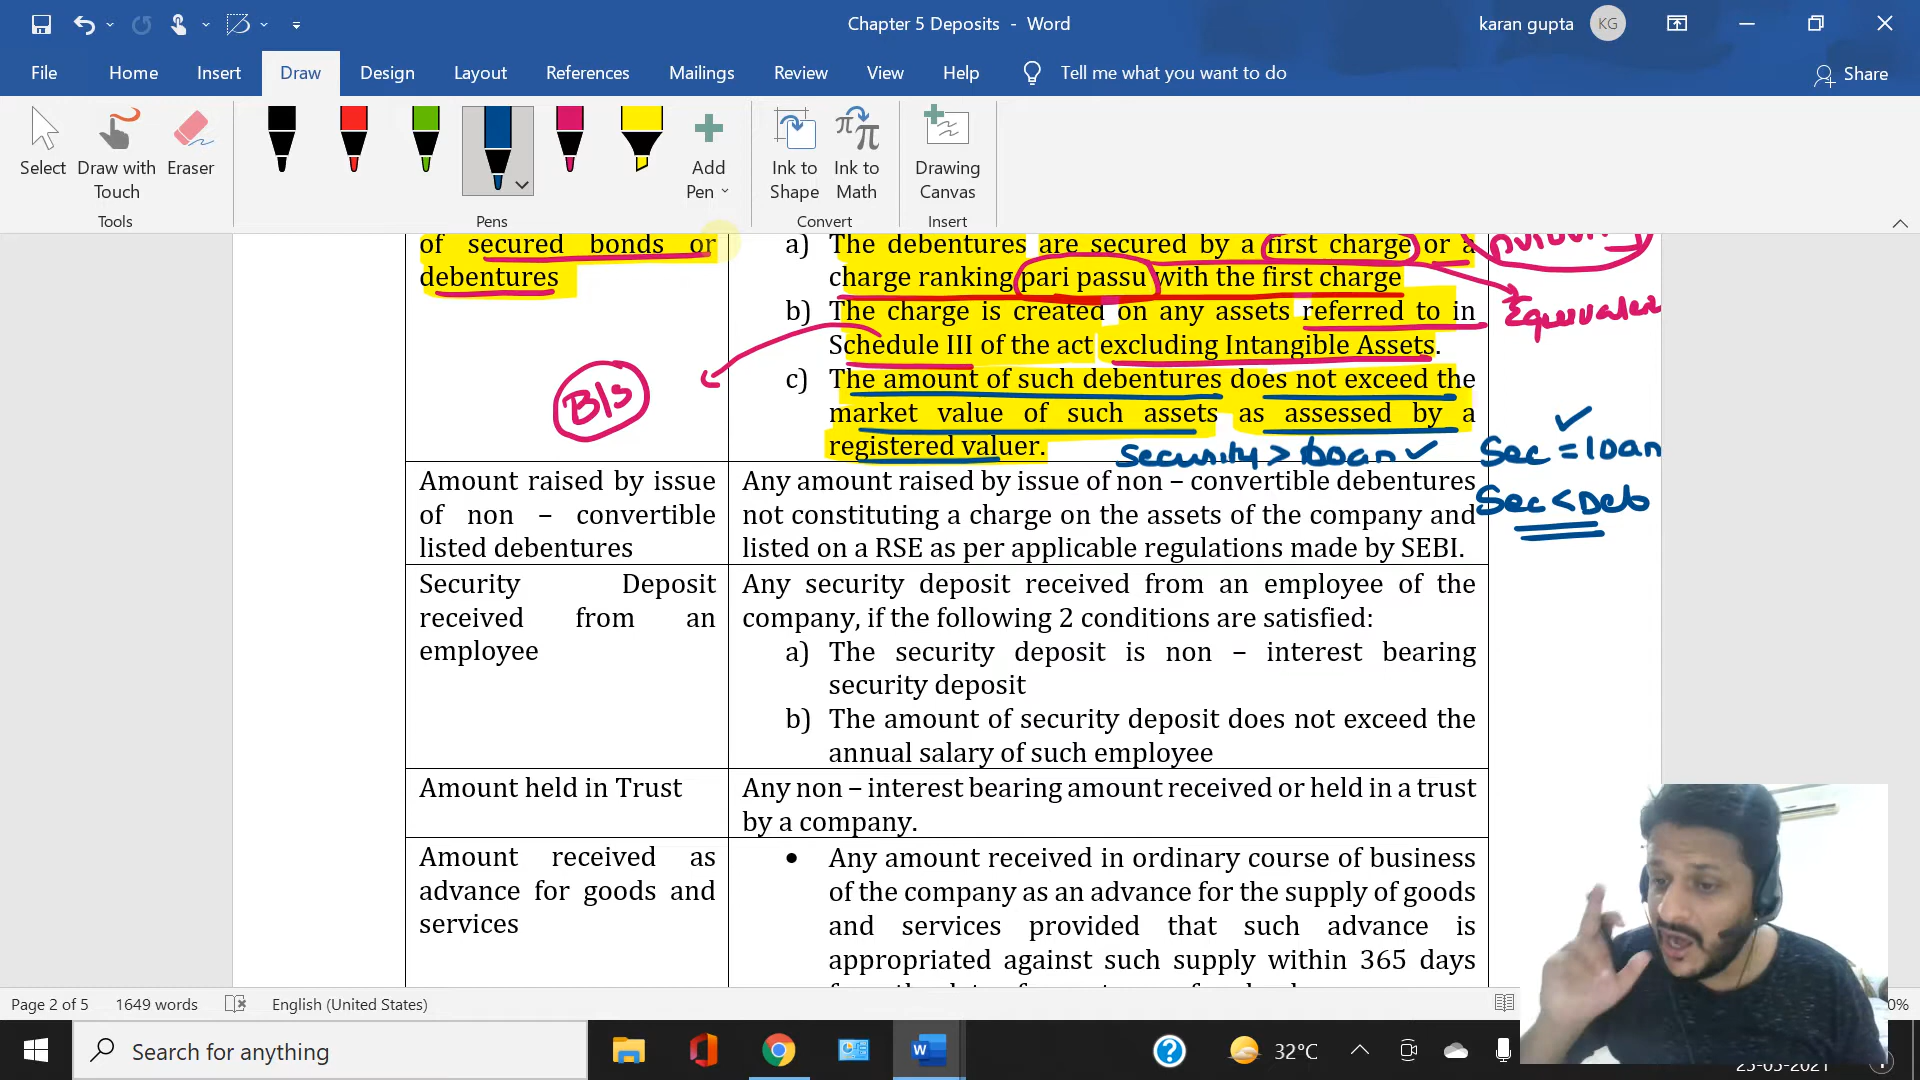 Chapter 5 Deposits - Word
karan gupta
KG
File
Home
Insert
Draw
Design
Layout
References
Mailings
Review
View
Help
Tell me what you want to do
Share
Select
Draw with
Touch
Eraser
Tools
Pens
Add
Pen
Ink to
Shape
Ink to
Math
Convert
Drawing
Canvas
Insert
of secured bonds or
debentures
B/s
a) The debentures are secured by a first charge or a
charge ranking pari passu with the first charge
b) The charge is created on any assets referred to in
Schedule III of the act excluding Intangible Assets.
c) The amount of such debentures does not exceed the
market value of such assets as assessed by a
registered valuer.
Equivalent
Security > Loan ✓
✓
Sec = loan
Sec < Deb
Amount raised by issue
of non – convertible
listed debentures
Any amount raised by issue of non – convertible debentures
not constituting a charge on the assets of the company and
listed on a RSE as per applicable regulations made by SEBI.
Security Deposit
received from an
employee
Any security deposit received from an employee of the
company, if the following 2 conditions are satisfied:
a) The security deposit is non – interest bearing
security deposit
b) The amount of security deposit does not exceed the
annual salary of such employee
Amount held in Trust
Any non – interest bearing amount received or held in a trust
by a company.
Amount received as
advance for goods and
services
• Any amount received in ordinary course of business
of the company as an advance for the supply of goods
and services provided that such advance is
appropriated against such supply within 365 days
Page 2 of 5
1649 words
English (United States)
0%
Search for anything
32°C